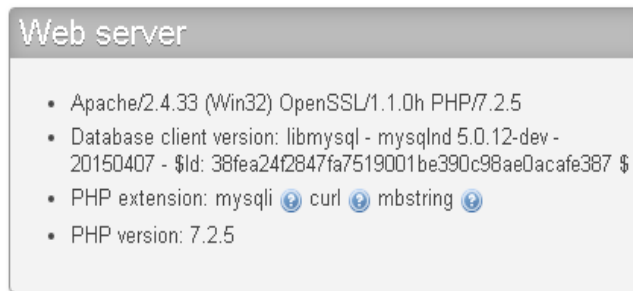 Web server
• Apache/2.4.33 (Win32) OpenSSL/1.1.0h PHP/7.2.5
• Database client version: libmysql - mysqlnd 5.0.12-dev -
20150407 - $Id: 38fea24f2847fa7519001be390c98ae0acafe387 $
• PHP extension: mysqli ? curl ? mbstring ?
• PHP version: 7.2.5